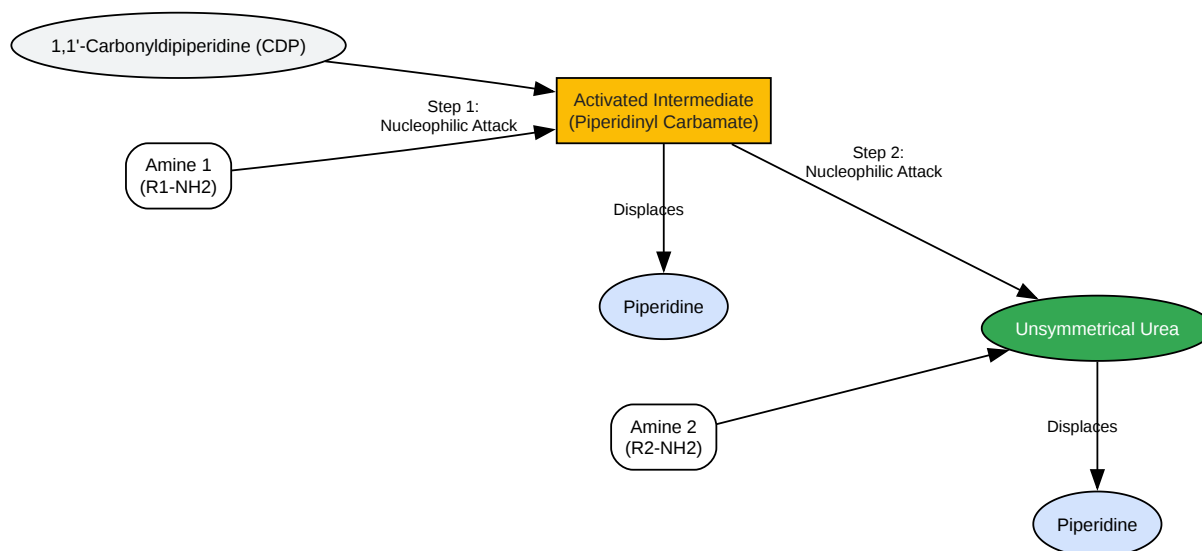 1,1'-Carbonyldipiperidine (CDP)
Activated Intermediate
(Piperidinyl Carbamate)
Step 1:
Nucleophilic Attack
Amine 1
(R1-NH2)
Step 2:
Nucleophilic Attack
Displaces
Piperidine
Unsymmetrical Urea
Amine 2
(R2-NH2)
Displaces
Piperidine